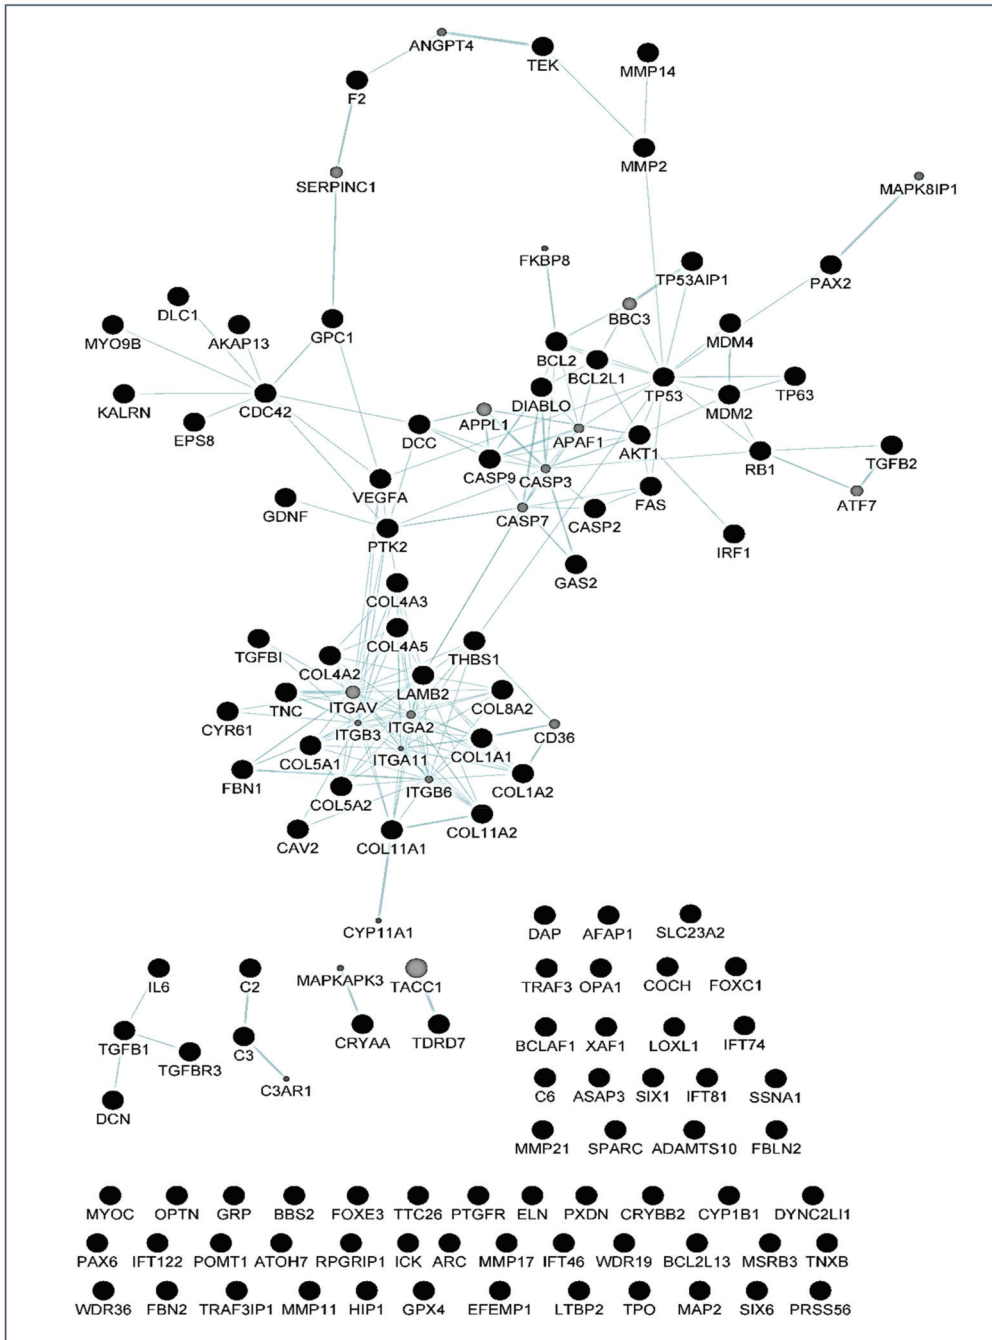 ANGPT4
TEK
MMP14
F2
MMP2
SERPINC1
MAPK8IP1
FKBP8
TP53AIP1
PAX2
DLC1
BBC3
MYO9B
AKAP13
GPC1
MDM4
BCL2
BCL2L1
KALRN
CDC42
DIABLO
TP53
MDM2
TP63
EPS8
DCC
APPL1
APAF1
AKT1
RB1
TGFB2
VEGFA
CASP9
CASP3
GDNF
CASP7
CASP2
FAS
ATF7
PTK2
IRF1
GAS2
COL4A3
TGFBI
COL4A2
COL4A5
THBS1
LAMB2
TNC
ITGAV
COL8A2
CYR61
ITGB3
ITGA2
CD36
COL5A1
ITGA11
COL1A1
FBN1
COL5A2
ITGB6
COL1A2
CAV2
COL11A1
COL11A2
CYP11A1
DAP AFAP1 SLC23A2
IL6 C2 MAPKAPK3 TACC1 TRAF3 OPA1 COCH FOXC1
TGFB1 C3 CRYAA TDRD7 BCLAF1 XAF1 LOXL1 IFT74
TGFBR3
C3AR1
DCN
C6 ASAP3 SIX1 IFT81 SSNA1
MMP21 SPARC ADAMTS10 FBLN2
MYOC OPTN GRP BBS2 FOXE3 TTC26 PTGFR ELN PXDN CRYBB2 CYP1B1 DYNC2LI1
PAX6 IFT122 POMT1 ATOH7 RPGRIP1 ICK ARC MMP17 IFT46 WDR19 BCL2L13 MSRB3 TNXB
WDR36 FBN2 TRAF3IP1 MMP11 HIP1 GPX4 EFEMP1 LTBP2 TPO MAP2 SIX6 PRSS56